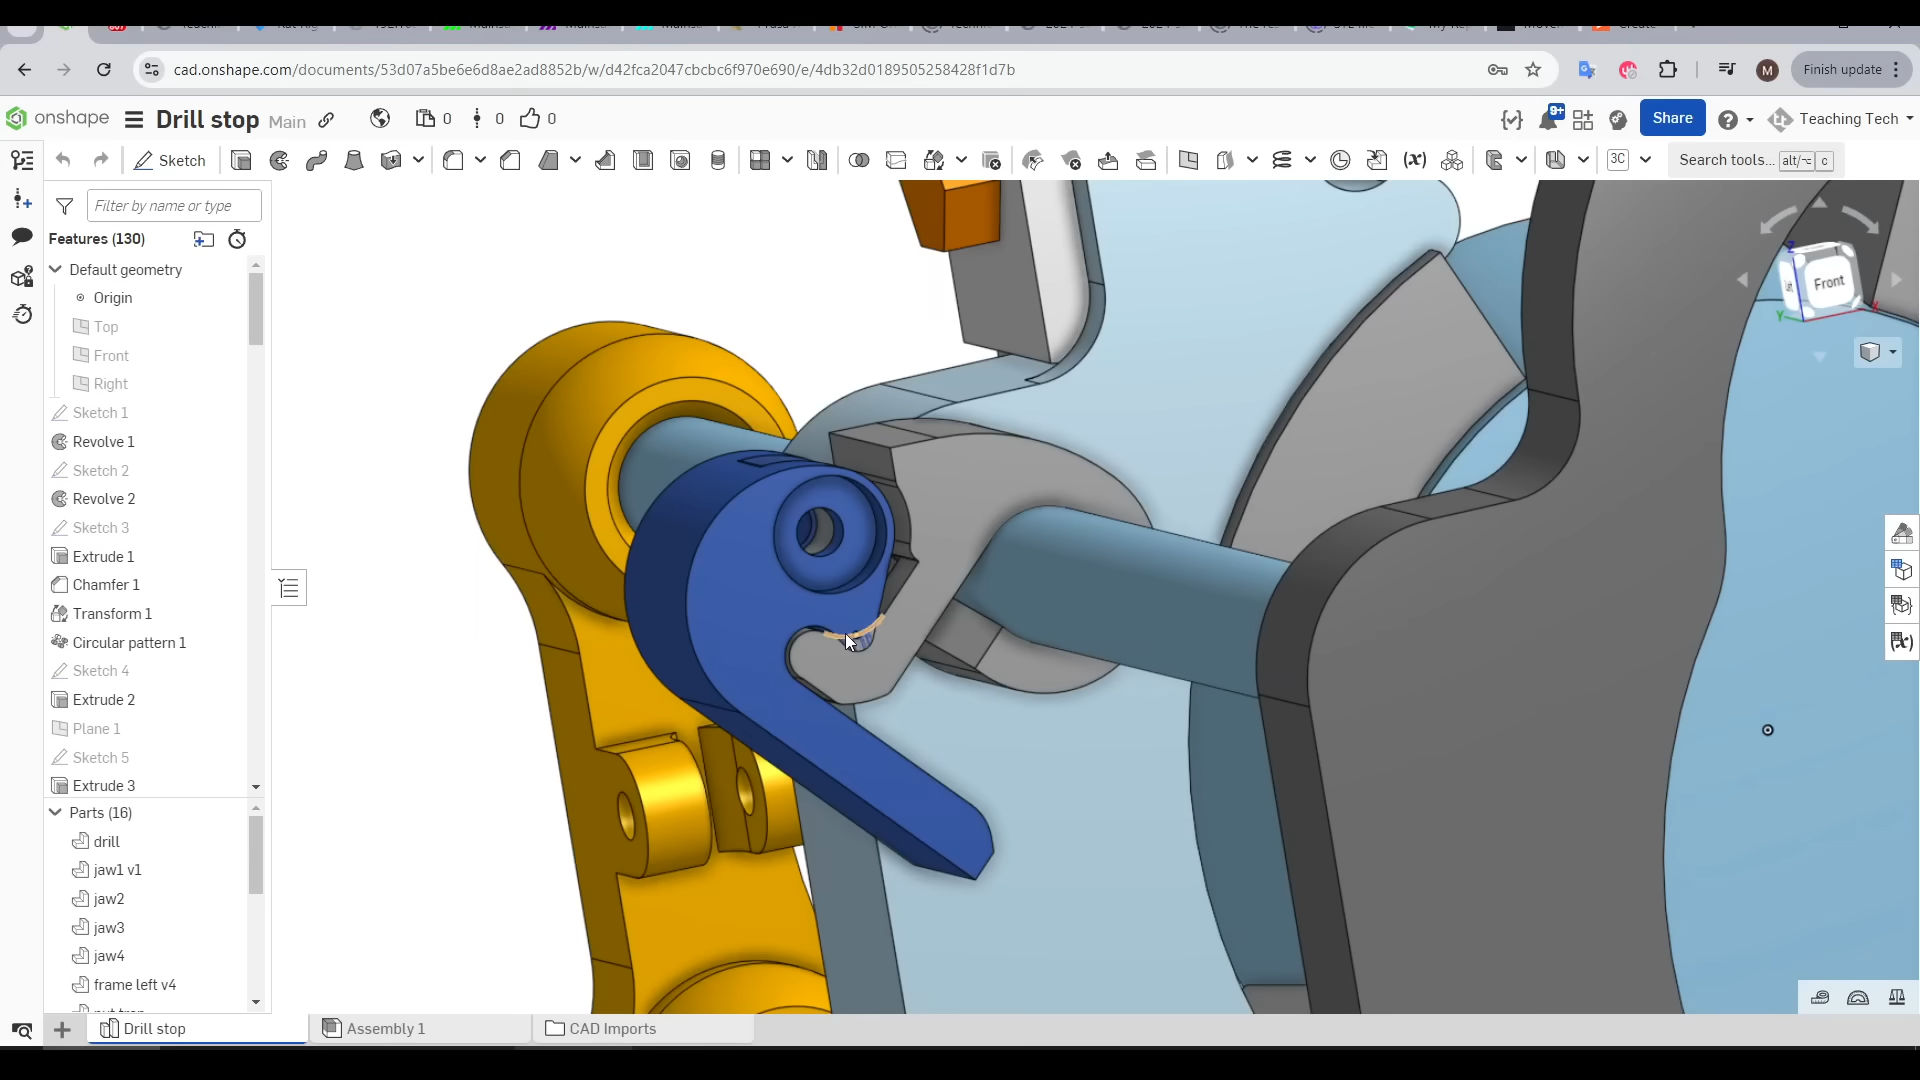 cad.onshape.com/documents/53d07a5be6e6d8ae2ad8852b/w/d42fca2047cbcbc6f970e690/e/4db32d0189505258428f1d7b
M
Finish update
onshape
Drill stop
Main
0
0
0
9+
Share
Teaching Tech
Sketch
3C
Search tools... alt/⌥ c
Filter by name or type
Features (130)
Default geometry
Origin
Top
Front
Right
Sketch 1
Revolve 1
Sketch 2
Revolve 2
Sketch 3
Extrude 1
Chamfer 1
Transform 1
Circular pattern 1
Sketch 4
Extrude 2
Plane 1
Sketch 5
Extrude 3
Parts (16)
drill
jaw1 v1
jaw2
jaw3
jaw4
frame left v4
Z
Front
Y
X
Drill stop
Assembly 1
CAD Imports